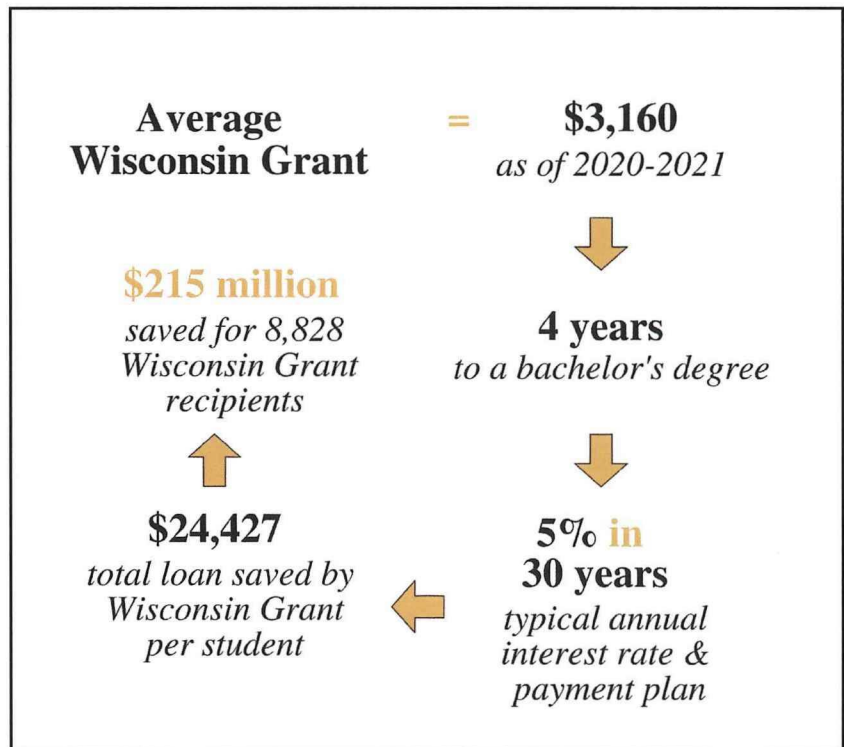 Average
Wisconsin Grant
=
$3,160
as of 2020-2021
4 years
to a bachelor's degree
5% in
30 years
typical annual
interest rate &
payment plan
$24,427
total loan saved by
Wisconsin Grant
per student
$215 million
saved for 8,828
Wisconsin Grant
recipients